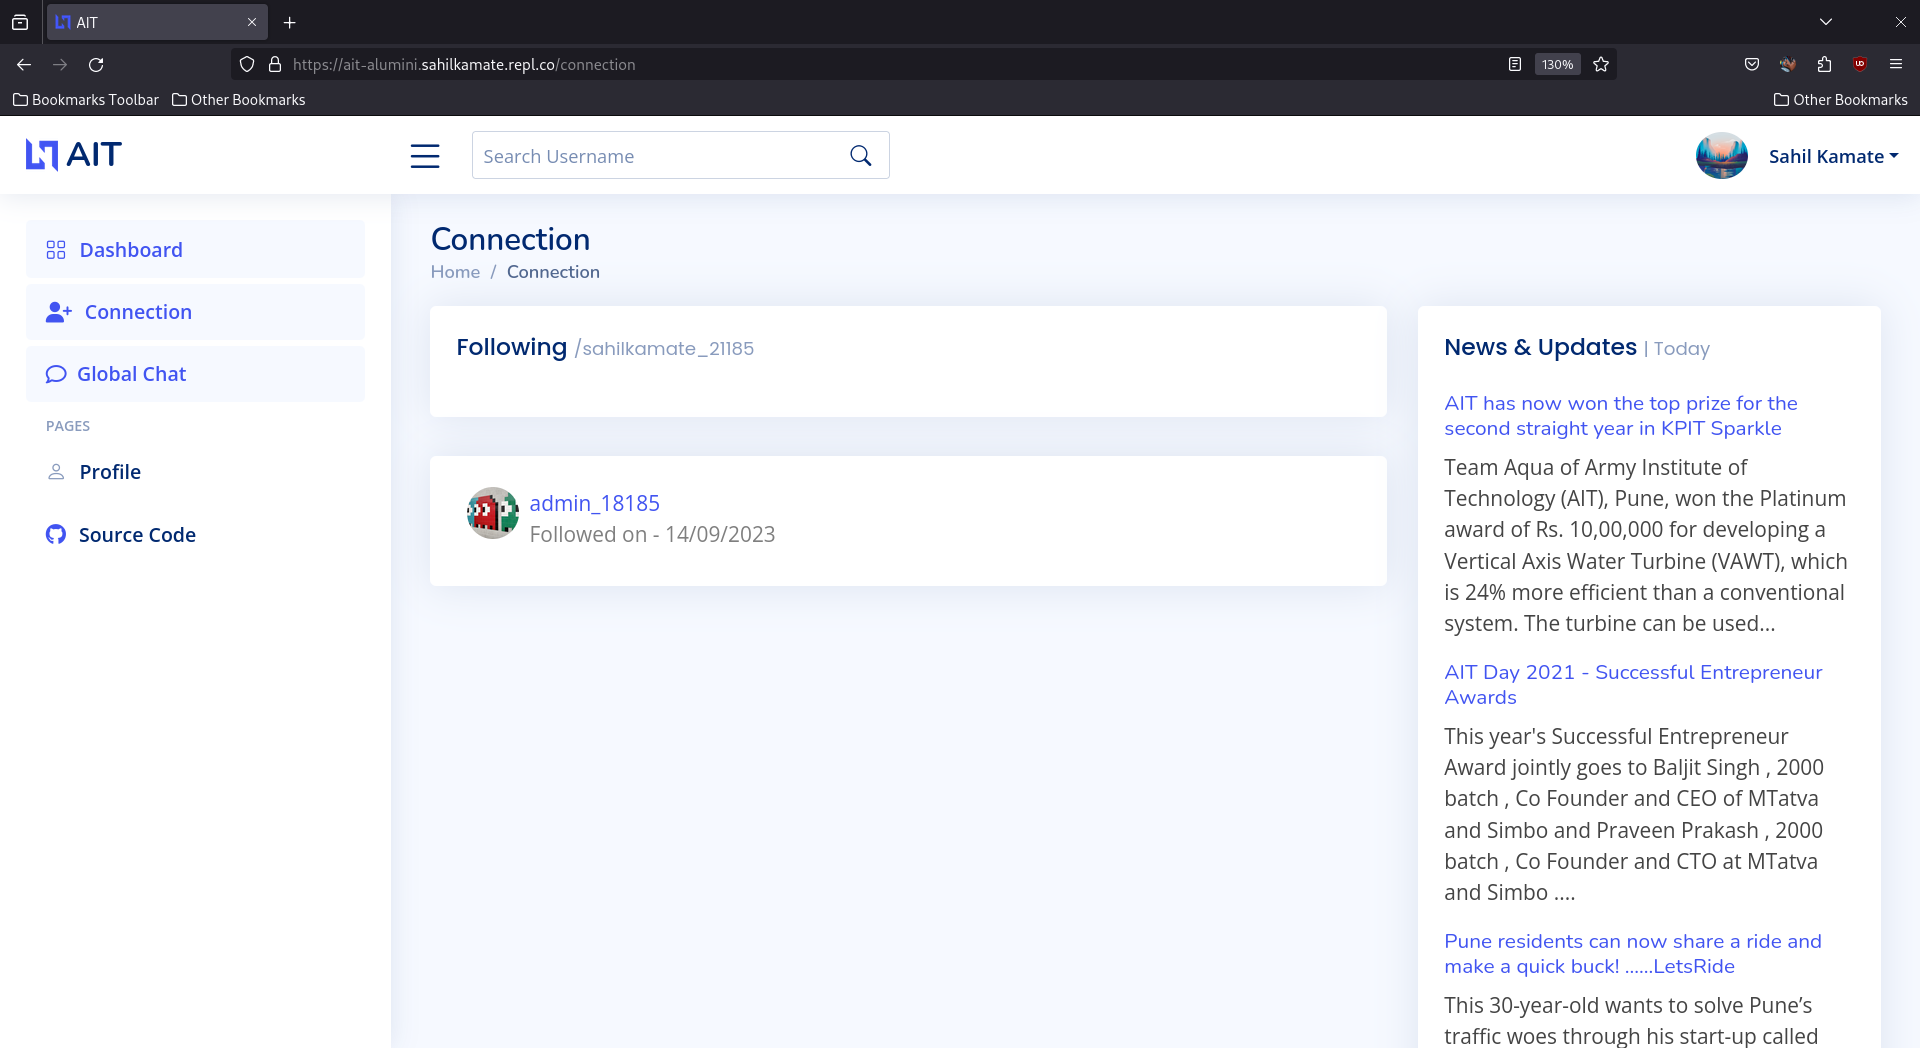 AIT
https://ait-alumini.sahilkamate.repl.co/connection
130%
Bookmarks Toolbar
Other Bookmarks
Other Bookmarks
AIT
Search Username
Sahil Kamate
Dashboard
Connection
Global Chat
PAGES
Profile
Source Code
Connection
Home / Connection
Following /sahilkamate_21185
admin_18185
Followed on - 14/09/2023
News & Updates | Today
AIT has now won the top prize for the
second straight year in KPIT Sparkle
Team Aqua of Army Institute of
Technology (AIT), Pune, won the Platinum
award of Rs. 10,00,000 for developing a
Vertical Axis Water Turbine (VAWT), which
is 24% more efficient than a conventional
system. The turbine can be used...
AIT Day 2021 - Successful Entrepreneur
Awards
This year's Successful Entrepreneur
Award jointly goes to Baljit Singh , 2000
batch , Co Founder and CEO of MTatva
and Simbo and Praveen Prakash , 2000
batch , Co Founder and CTO at MTatva
and Simbo ....
Pune residents can now share a ride and
make a quick buck! ......LetsRide
This 30-year-old wants to solve Pune’s
traffic woes through his start-up called